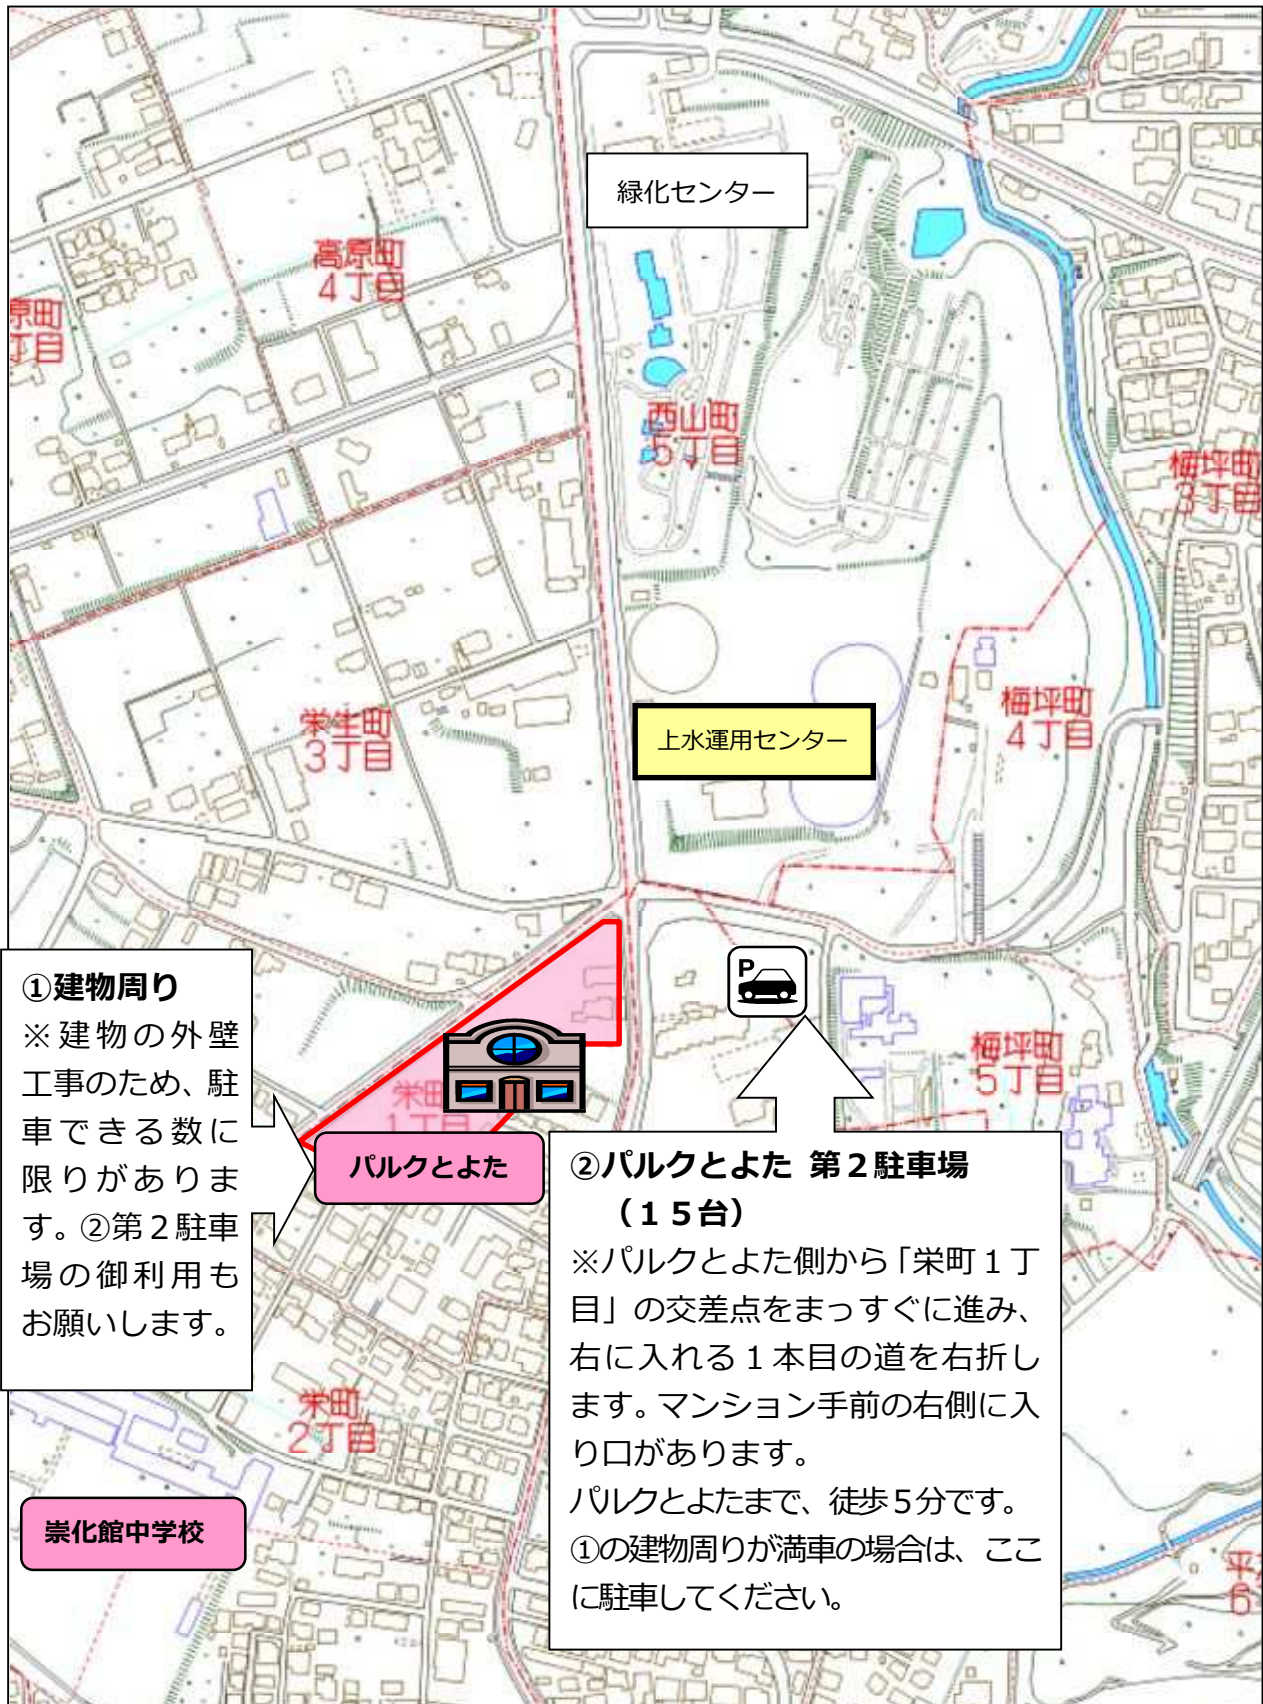 緑化センター
高原町
4丁目
原町
丁目
西山町
5丁目
梅坪町
3丁目
栄生町
3丁目
梅坪町
4丁目
上水運用センター
①建物周り
※建物の外壁
工事のため、駐
車できる数に
限りがありま
す。②第２駐車
場の御利用も
お願いします。
P
梅坪町
5丁目
栄町
1丁目
パルクとよた
②パルクとよた 第２駐車場
（１５台）
※パルクとよた側から「栄町１丁
目」の交差点をまっすぐに進み、
右に入れる１本目の道を右折し
ます。マンション手前の右側に入
り口があります。
パルクとよたまで、徒歩５分です。
①の建物周りが満車の場合は、ここ
に駐車してください。
栄町
2丁目
崇化館中学校
平
6